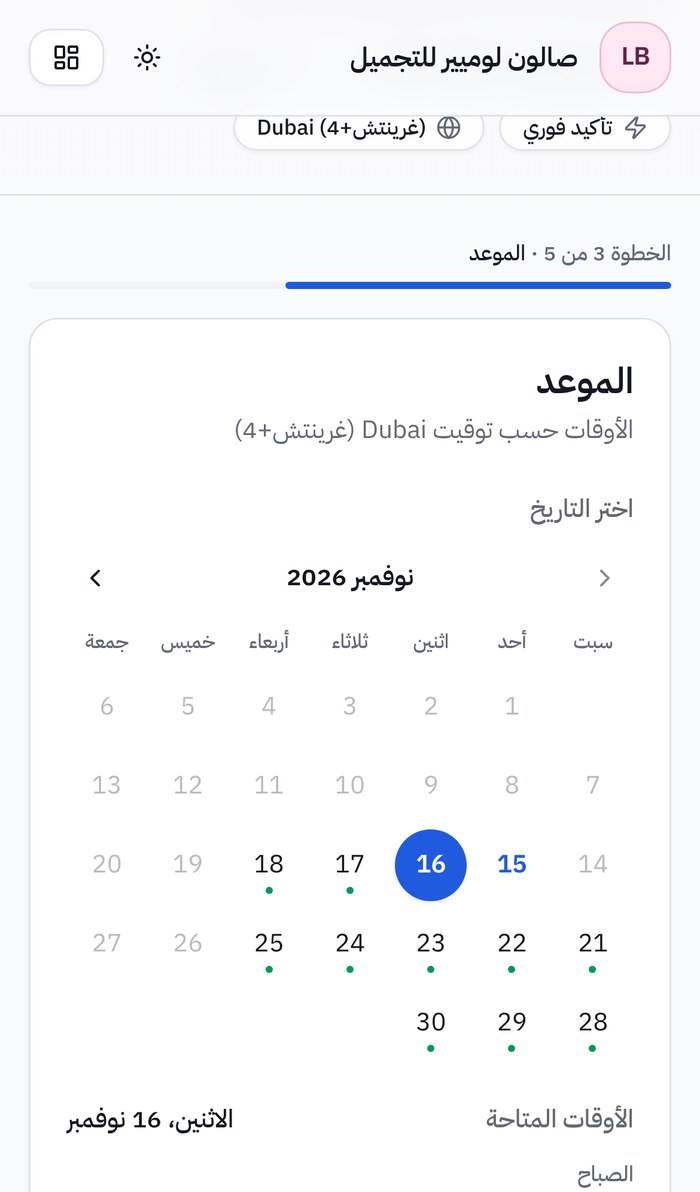 LB صالون لوميير للتجميل
تأكيد فوري
Dubai (غرينتش+4)
الخطوة 3 من 5 · الموعد
الموعد
الأوقات حسب توقيت Dubai (غرينتش+4)
اختر التاريخ
نوفمبر 2026
سبت أحد اثنين ثلاثاء أربعاء خميس جمعة
1 2 3 4 5 6
7 8 9 10 11 12 13
14 15 16 17 18 19 20
21 22 23 24 25 26 27
28 29 30
الأوقات المتاحة
الاثنين، 16 نوفمبر
الصباح